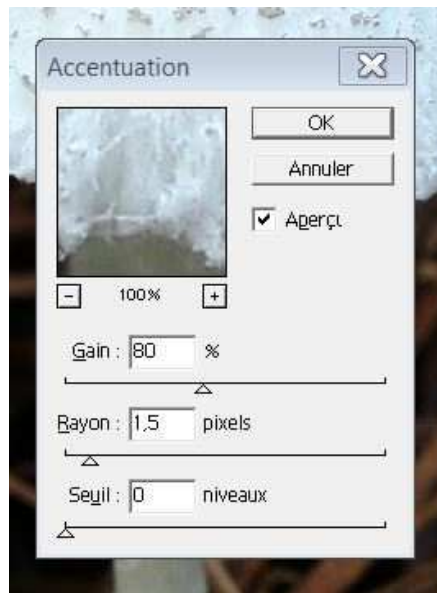 Accentuation
OK
Annuler
Aperçu
100%
Gain : 80 %
Rayon : 1,5 pixels
Seuil : 0 niveaux